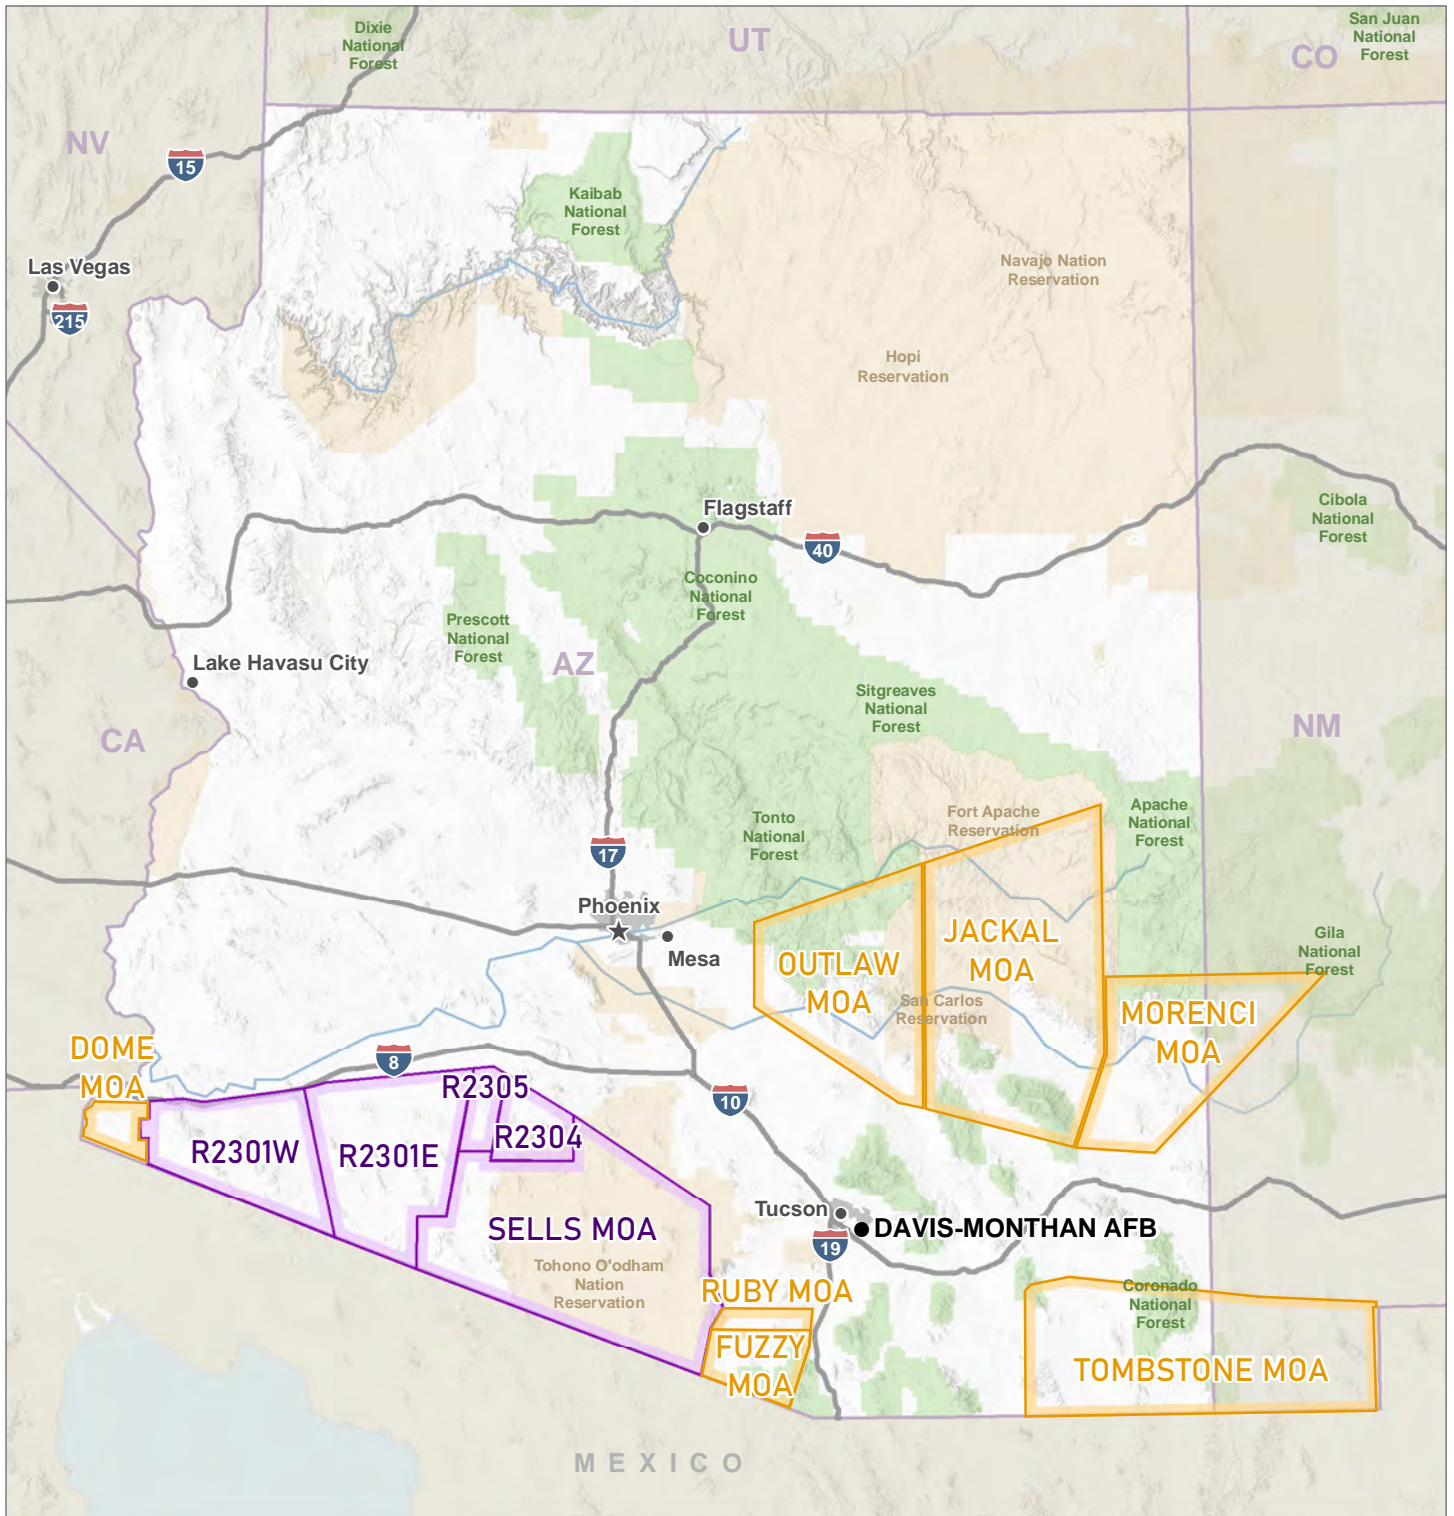 Dixie
National
Forest
UT
San Juan
National
Forest
CO
NV
15
Kaibab
National
Forest
Las Vegas
215
Navajo Nation
Reservation
Hopi
Reservation
Flagstaff
40
Cibola
National
Forest
Coconino
National
Forest
Prescott
National
Forest
AZ
Lake Havasu City
Sitgreaves
National
Forest
CA
NM
Tonto
National
Forest
Fort Apache
Reservation
Apache
National
Forest
17
Phoenix
Mesa
OUTLAW
MOA
JACKAL
MOA
Gila
National
Forest
San Carlos
Reservation
MORENCI
MOA
DOME
MOA
8
R2305
10
R2304
R2301W
R2301E
Tucson
DAVIS-MONTHAN AFB
SELLS MOA
19
Tohono O'odham
Nation
Reservation
RUBY MOA
Coronado
National
Forest
FUZZY
MOA
TOMBSTONE MOA
MEXICO